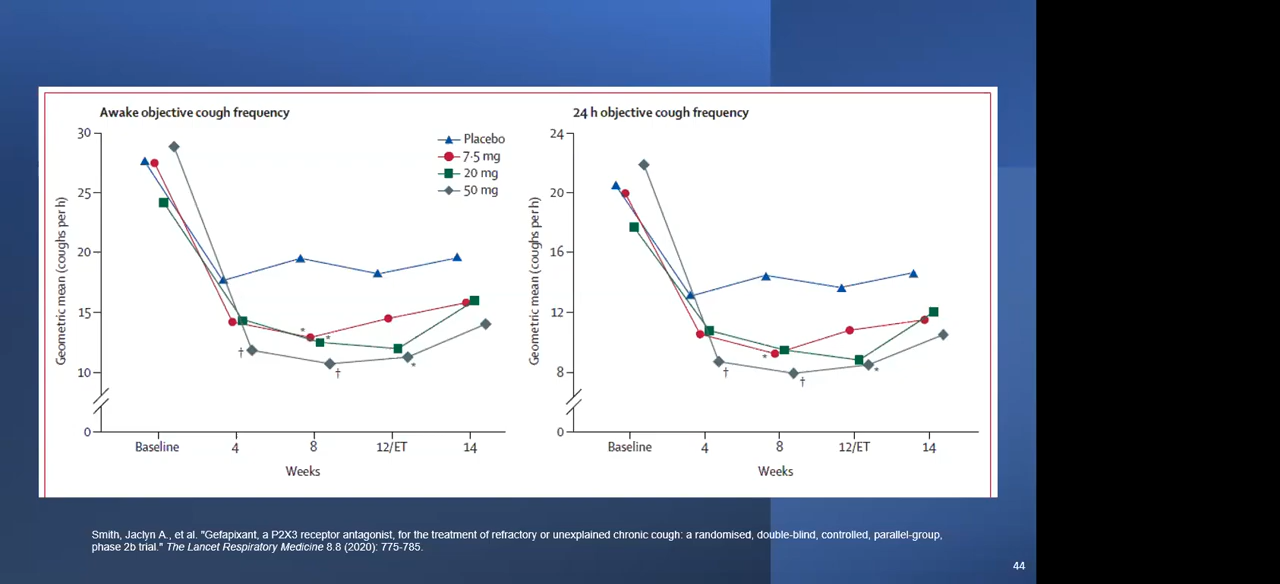 Awake objective cough frequency
30
25
20
15
10
0
Geometric mean (coughs per h)
Placebo
7·5 mg
20 mg
50 mg
*
*
†
†
*
Baseline
4
8
12/ET
14
Weeks
24 h objective cough frequency
24
20
16
12
8
0
Geometric mean (coughs per h)
*
†
†
*
Baseline
4
8
12/ET
14
Weeks
Smith, Jaclyn A., et al. "Gefapixant, a P2X3 receptor antagonist, for the treatment of refractory or unexplained chronic cough: a randomised, double-blind, controlled, parallel-group,
phase 2b trial." The Lancet Respiratory Medicine 8.8 (2020): 775-785.
44